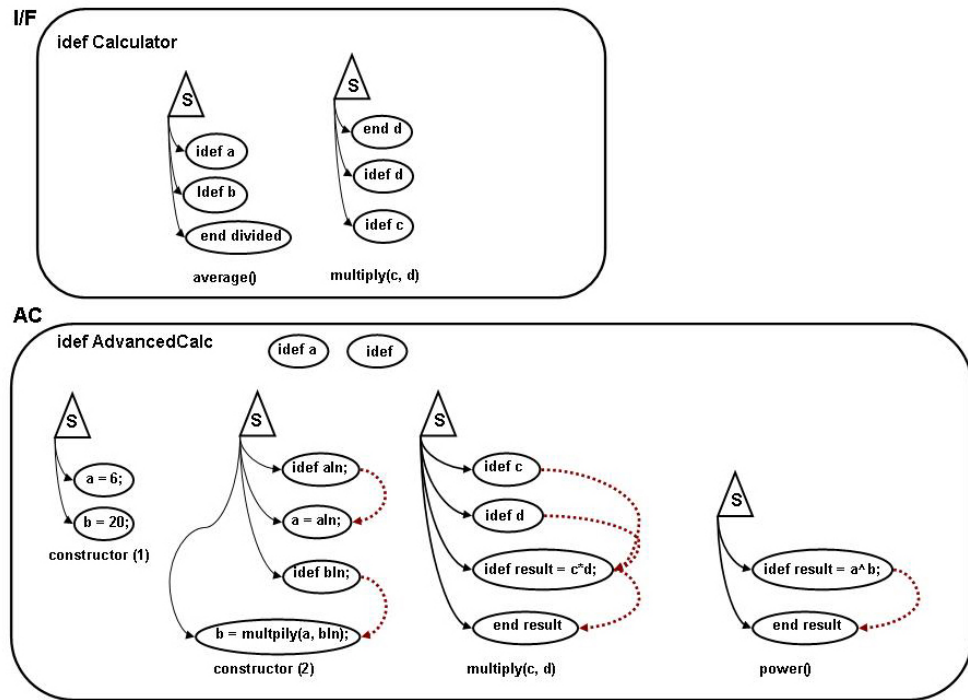 I/F
idef Calculator
S
S
idef a
Idef b
end divided
average()
end d
idef d
idef c
multiply(c, d)
AC
idef AdvancedCalc
idef a
idef
S
a = 6;
b = 20;
constructor (1)
S
idef aIn;
a = aIn;
idef bIn;
b = multpily(a, bIn);
constructor (2)
S
idef c
idef d
idef result = c*d;
end result
multiply(c, d)
S
idef result = a^b;
end result
power()